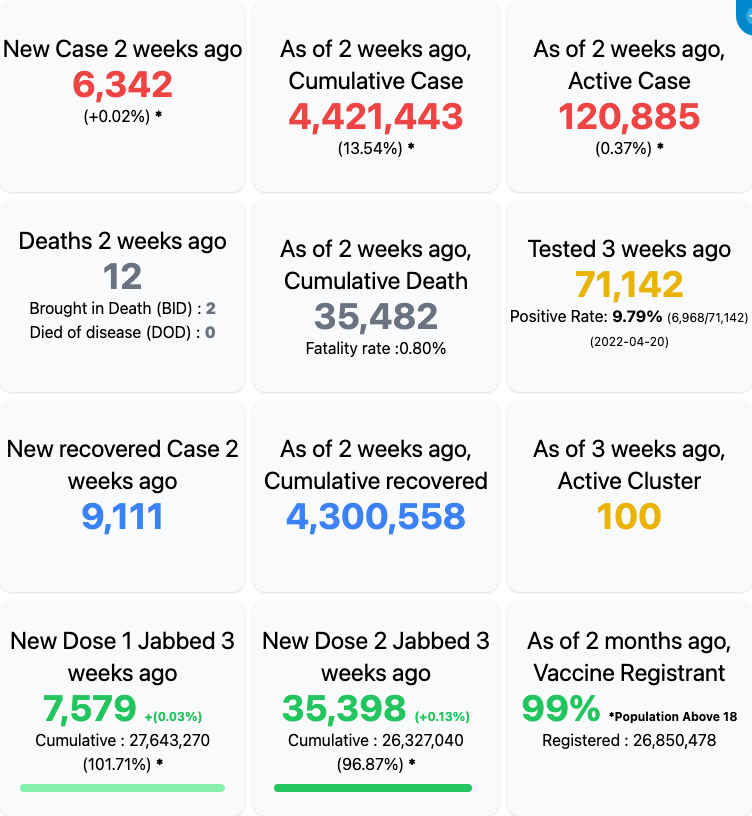 New Case 2 weeks ago
6,342
(+0.02%) *
As of 2 weeks ago,
Cumulative Case
4,421,443
(13.54%) *
As of 2 weeks ago,
Active Case
120,885
(0.37%) *
Deaths 2 weeks ago
12
Brought in Death (BID) : 2
Died of disease (DOD) : 0
As of 2 weeks ago,
Cumulative Death
35,482
Fatality rate :0.80%
Tested 3 weeks ago
71,142
Positive Rate: 9.79% (6,968/71,142)
(2022-04-20)
New recovered Case 2
weeks ago
9,111
As of 2 weeks ago,
Cumulative recovered
4,300,558
As of 3 weeks ago,
Active Cluster
100
New Dose 1 Jabbed 3
weeks ago
7,579 +(0.03%)
Cumulative : 27,643,270
(101.71%) *
New Dose 2 Jabbed 3
weeks ago
35,398 (+0.13%)
Cumulative : 26,327,040
(96.87%) *
As of 2 months ago,
Vaccine Registrant
99% *Population Above 18
Registered : 26,850,478